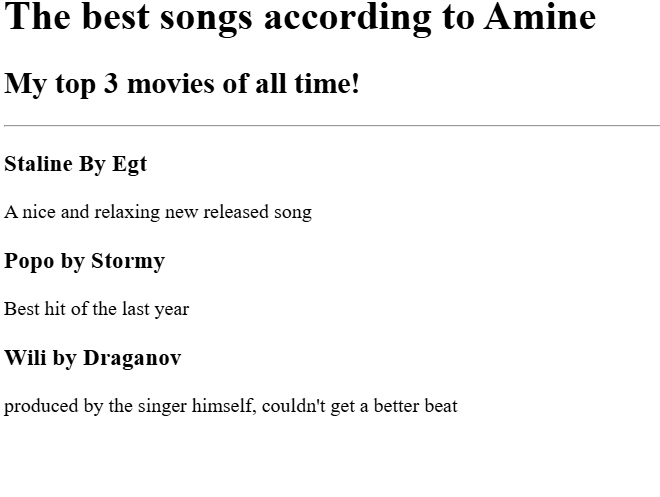 The best songs according to Amine
My top 3 movies of all time!
Staline By Egt
A nice and relaxing new released song
Popo by Stormy
Best hit of the last year
Wili by Draganov
produced by the singer himself, couldn't get a better beat